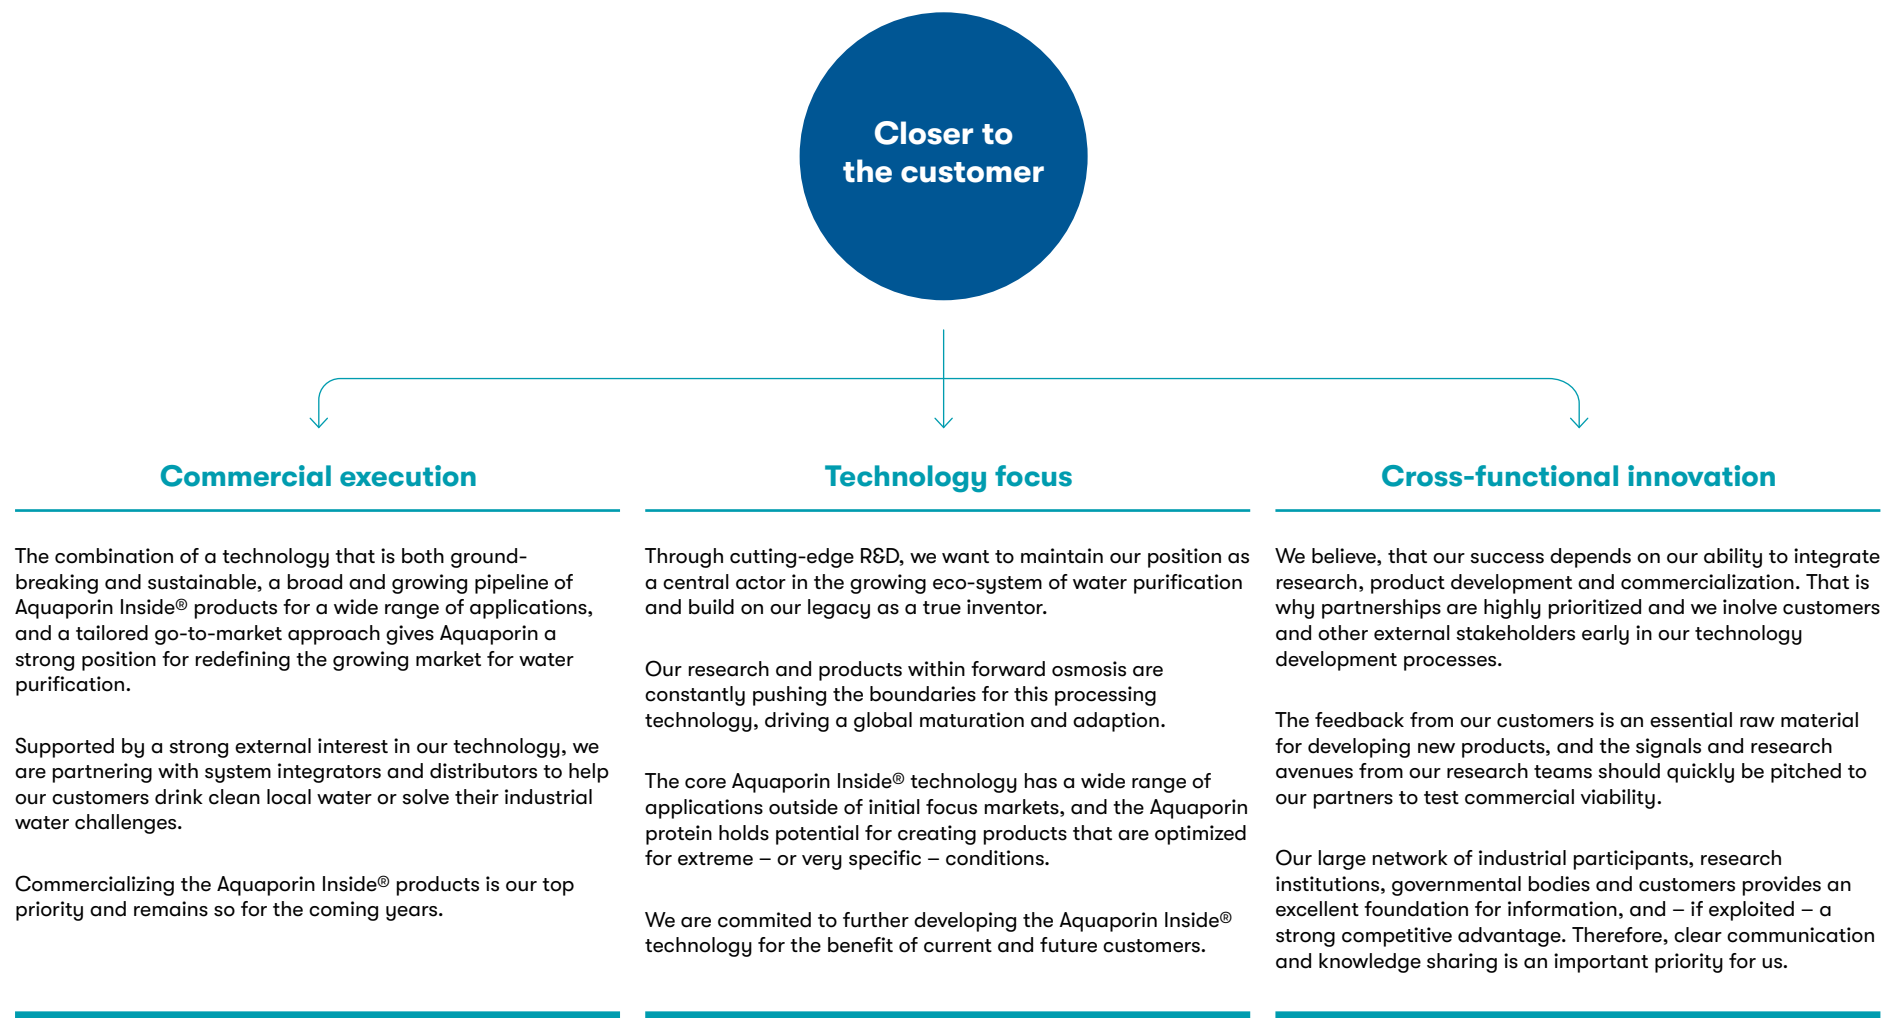 Closer to
the customer
Commercial execution
The combination of a technology that is both ground-
breaking and sustainable, a broad and growing pipeline of
Aquaporin Inside® products for a wide range of applications,
and a tailored go-to-market approach gives Aquaporin a
strong position for redefining the growing market for water
purification.
Supported by a strong external interest in our technology, we
are partnering with system integrators and distributors to help
our customers drink clean local water or solve their industrial
water challenges.
Commercializing the Aquaporin Inside® products is our top
priority and remains so for the coming years.
Technology focus
Through cutting-edge R&D, we want to maintain our position as
a central actor in the growing eco-system of water purification
and build on our legacy as a true inventor.
Our research and products within forward osmosis are
constantly pushing the boundaries for this processing
technology, driving a global maturation and adaption.
The core Aquaporin Inside® technology has a wide range of
applications outside of initial focus markets, and the Aquaporin
protein holds potential for creating products that are optimized
for extreme – or very specific – conditions.
We are commited to further developing the Aquaporin Inside®
technology for the benefit of current and future customers.
Cross-functional innovation
We believe, that our success depends on our ability to integrate
research, product development and commercialization. That is
why partnerships are highly prioritized and we inolve customers
and other external stakeholders early in our technology
development processes.
The feedback from our customers is an essential raw material
for developing new products, and the signals and research
avenues from our research teams should quickly be pitched to
our partners to test commercial viability.
Our large network of industrial participants, research
institutions, governmental bodies and customers provides an
excellent foundation for information, and – if exploited – a
strong competitive advantage. Therefore, clear communication
and knowledge sharing is an important priority for us.